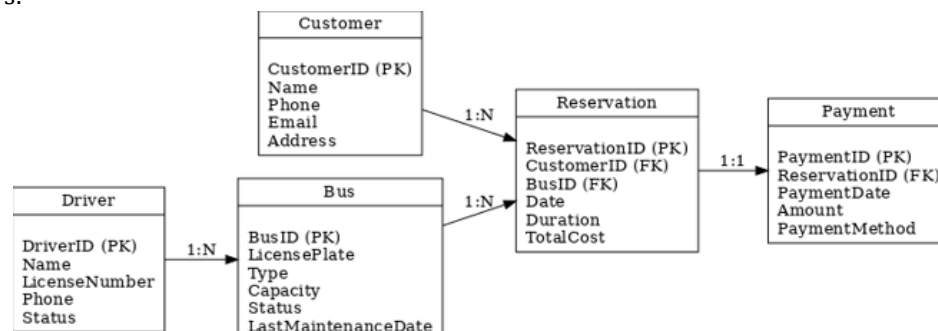 s.
Customer
CustomerID (PK)
Name
Phone
Email
Address
1:N
Reservation
ReservationID (PK)
CustomerID (FK)
BusID (FK)
Date
Duration
TotalCost
1:1
Payment
PaymentID (PK)
ReservationID (FK)
PaymentDate
Amount
PaymentMethod
Driver
DriverID (PK)
Name
LicenseNumber
Phone
Status
1:N
Bus
BusID (PK)
LicensePlate
Type
Capacity
Status
LastMaintenanceDate
1:N